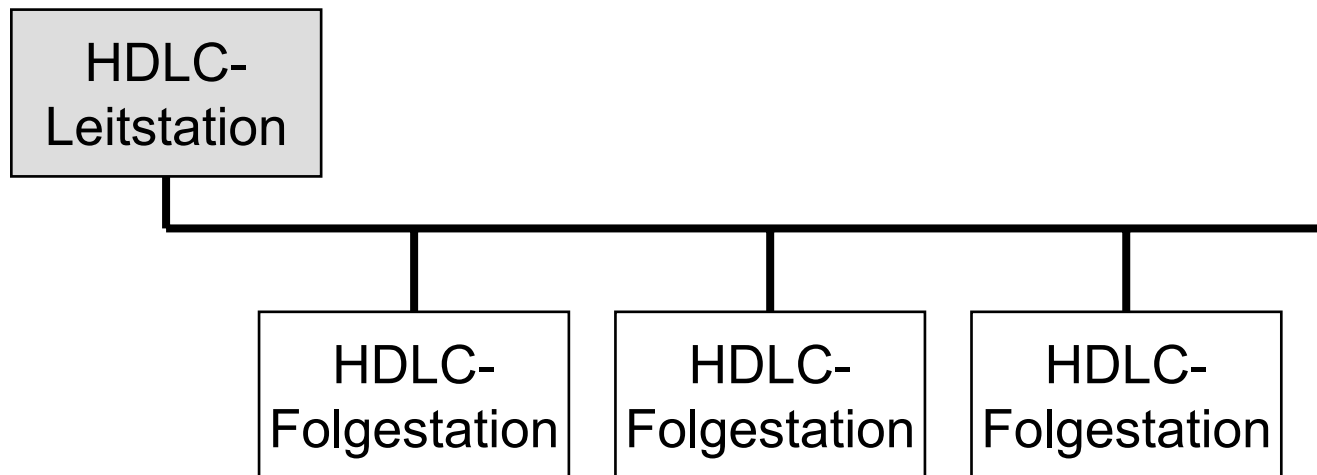 HDLC-
Leitstation
HDLC-
Folgestation
HDLC-
Folgestation
HDLC-
Folgestation